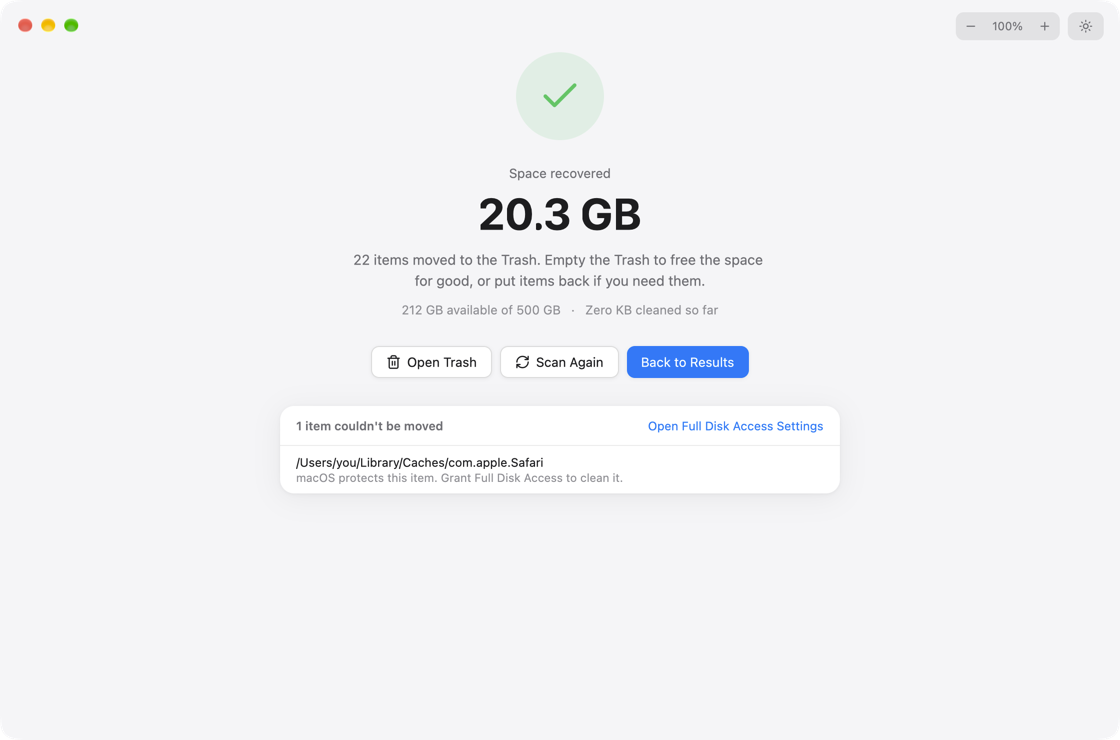 − 100% +
Space recovered
20.3 GB
22 items moved to the Trash. Empty the Trash to free the space
for good, or put items back if you need them.
212 GB available of 500 GB · Zero KB cleaned so far
Open Trash Scan Again Back to Results
1 item couldn't be moved Open Full Disk Access Settings
/Users/you/Library/Caches/com.apple.Safari
macOS protects this item. Grant Full Disk Access to clean it.